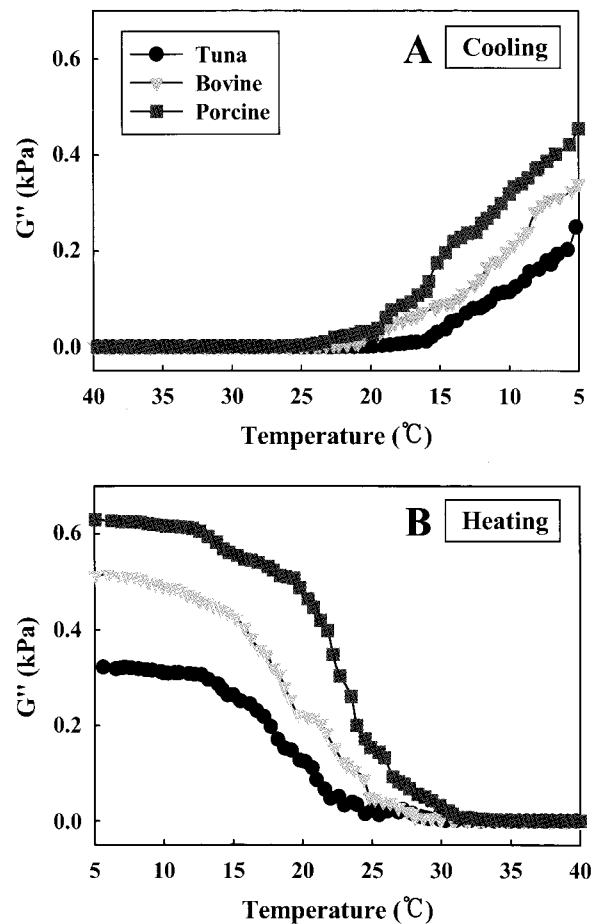 A Cooling
Tuna
Bovine
Porcine
G'' (kPa)
0.6
0.4
0.2
0.0
40 35 30 25 20 15 10 5
Temperature (℃)
B Heating
G'' (kPa)
0.6
0.4
0.2
0.0
5 10 15 20 25 30 35 40
Temperature (℃)